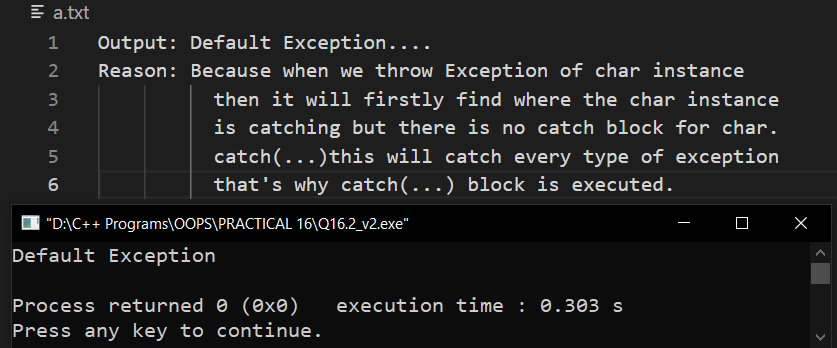 a.txt
1 Output: Default Exception....
2 Reason: Because when we throw Exception of char instance
3 then it will firstly find where the char instance
4 is catching but there is no catch block for char.
5 catch(...)this will catch every type of exception
6 that's why catch(...) block is executed.
"D:\C++ Programs\OOPS\PRACTICAL 16\Q16.2_v2.exe"
Default Exception
Process returned 0 (0x0)   execution time : 0.303 s
Press any key to continue.